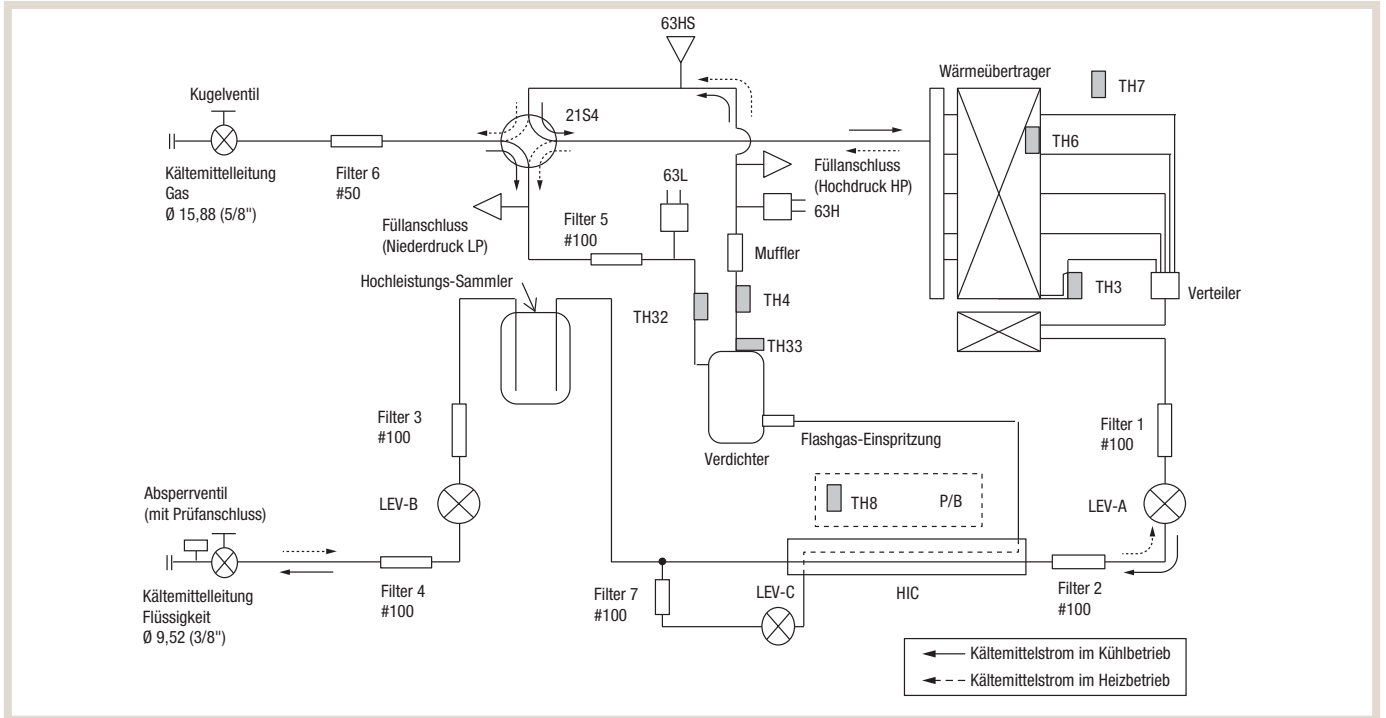 63HS
Wärmeübertrager
TH7
Kugelventil
21S4
TH6
Kältemittelleitung
Gas
Ø 15,88 (5/8")
Filter 6
#50
63L
Füllanschluss
(Hochdruck HP)
Füllanschluss
(Niederdruck LP)
Filter 5
#100
63H
Muffler
Hochleistungs-Sammler
TH32
TH4
TH3
Verteiler
TH33
Filter 3
#100
Filter 1
#100
Flashgas-Einspritzung
Verdichter
Absperrventil
(mit Prüfanschluss)
LEV-B
TH8
P/B
LEV-A
Kältemittelleitung
Flüssigkeit
Ø 9,52 (3/8")
Filter 4
#100
Filter 7
#100
LEV-C
HIC
Filter 2
#100
Kältemittelstrom im Kühlbetrieb
Kältemittelstrom im Heizbetrieb